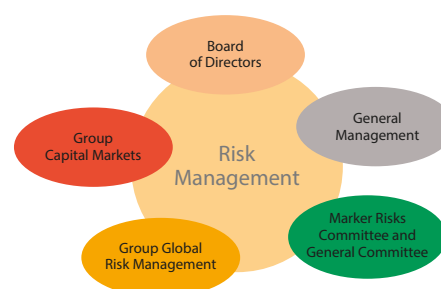 Board
of Directors
General
Management
Group
Capital Markets
Risk
Management
Marker Risks
Committee and
General Committee
Group Global
Risk Management